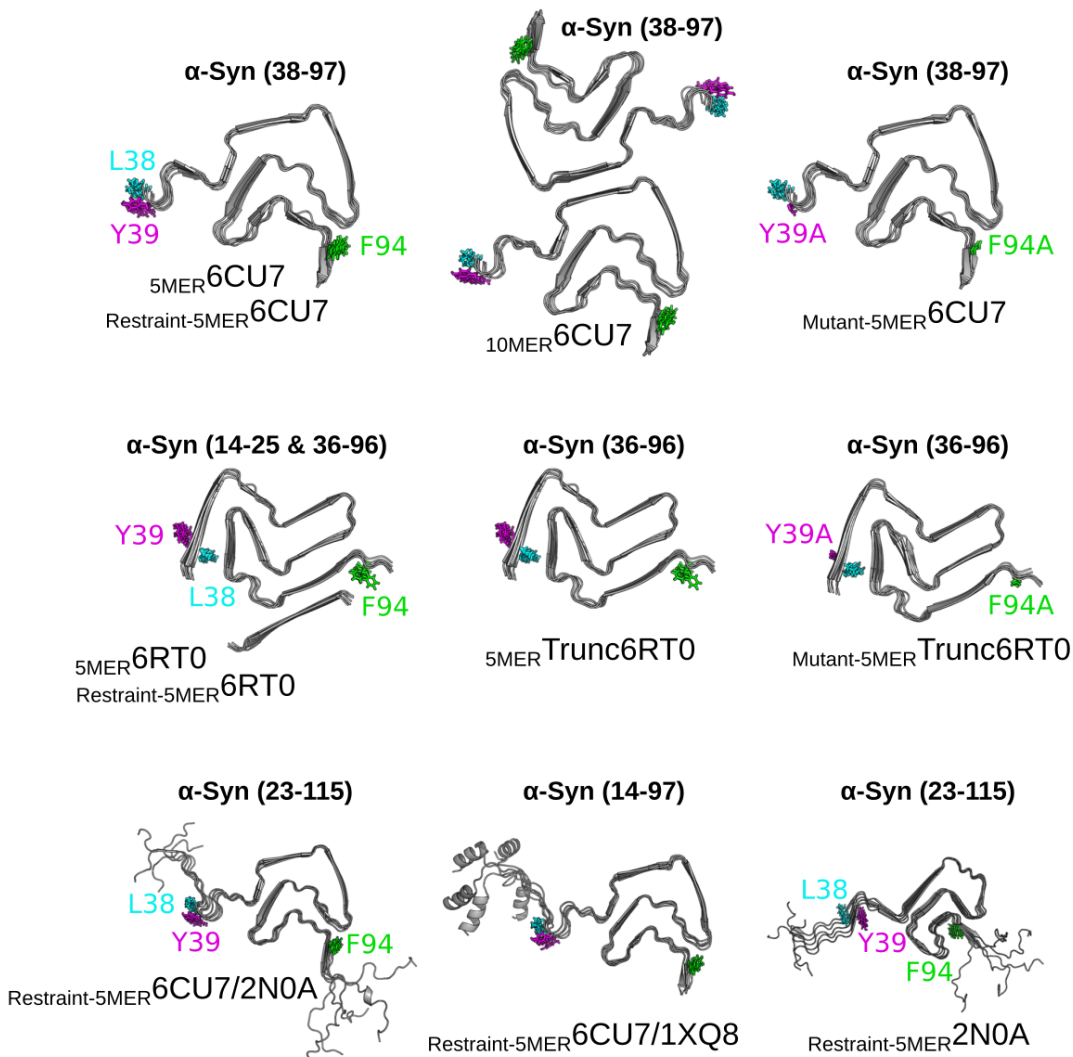 α-Syn (38-97)
L38
Y39
F94
5MER6CU7
Restraint-5MER6CU7
α-Syn (38-97)
10MER6CU7
α-Syn (38-97)
Y39A
F94A
Mutant-5MER6CU7
α-Syn (14-25 & 36-96)
Y39
L38
F94
5MER6RT0
Restraint-5MER6RT0
α-Syn (36-96)
5MERTrunc6RT0
α-Syn (36-96)
Y39A
F94A
Mutant-5MERTrunc6RT0
α-Syn (23-115)
L38
Y39
F94
Restraint-5MER6CU7/2N0A
α-Syn (14-97)
Restraint-5MER6CU7/1XQ8
α-Syn (23-115)
L38
Y39
F94
Restraint-5MER2N0A